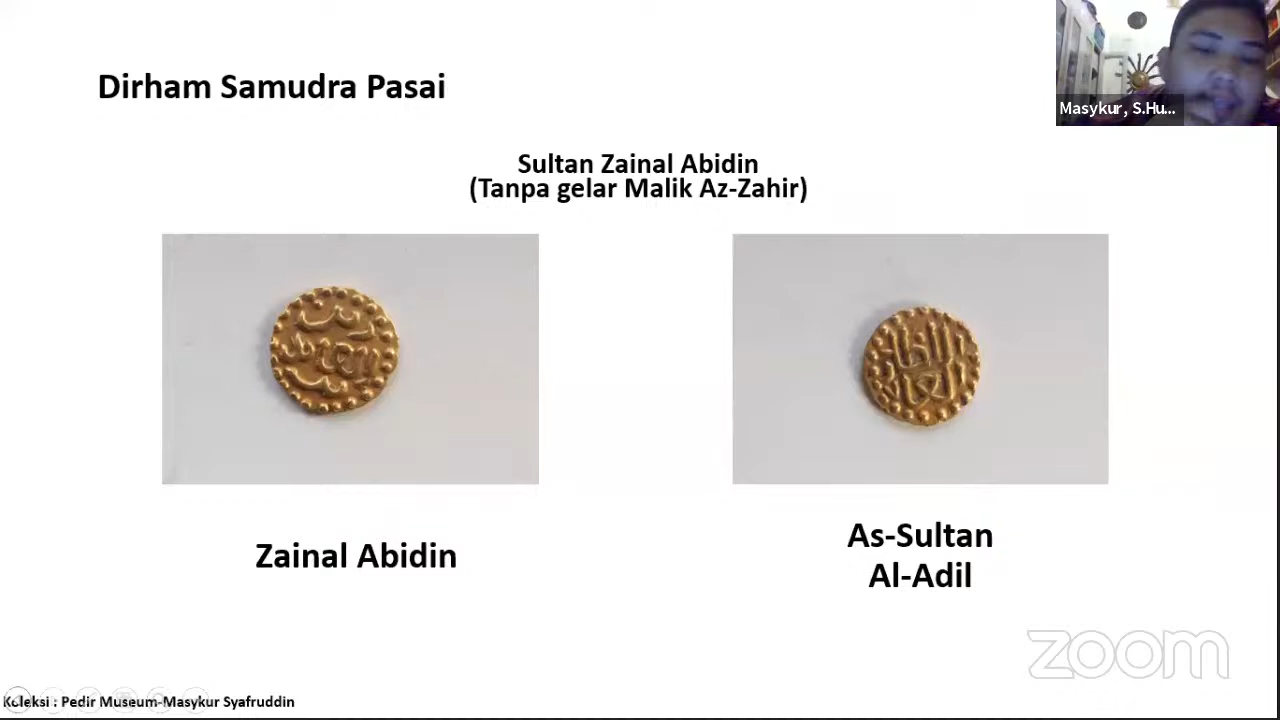 Dirham Samudra Pasai
Masykur, S.Hu...
Sultan Zainal Abidin
(Tanpa gelar Malik Az-Zahir)
Zainal Abidin
As-Sultan
Al-Adil
zoom
Koleksi : Pedir Museum-Masykur Syafruddin